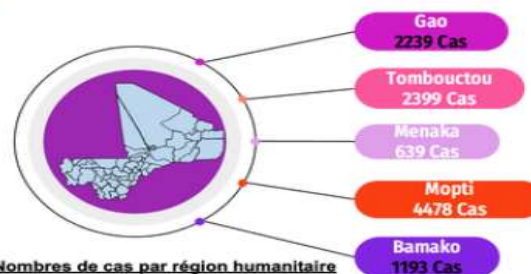 Gao
2239 Cas
Tombouctou
2399 Cas
Menaka
639 Cas
Mopti
4478 Cas
Bamako
1193 Cas
Nombres de cas par région humanitaire